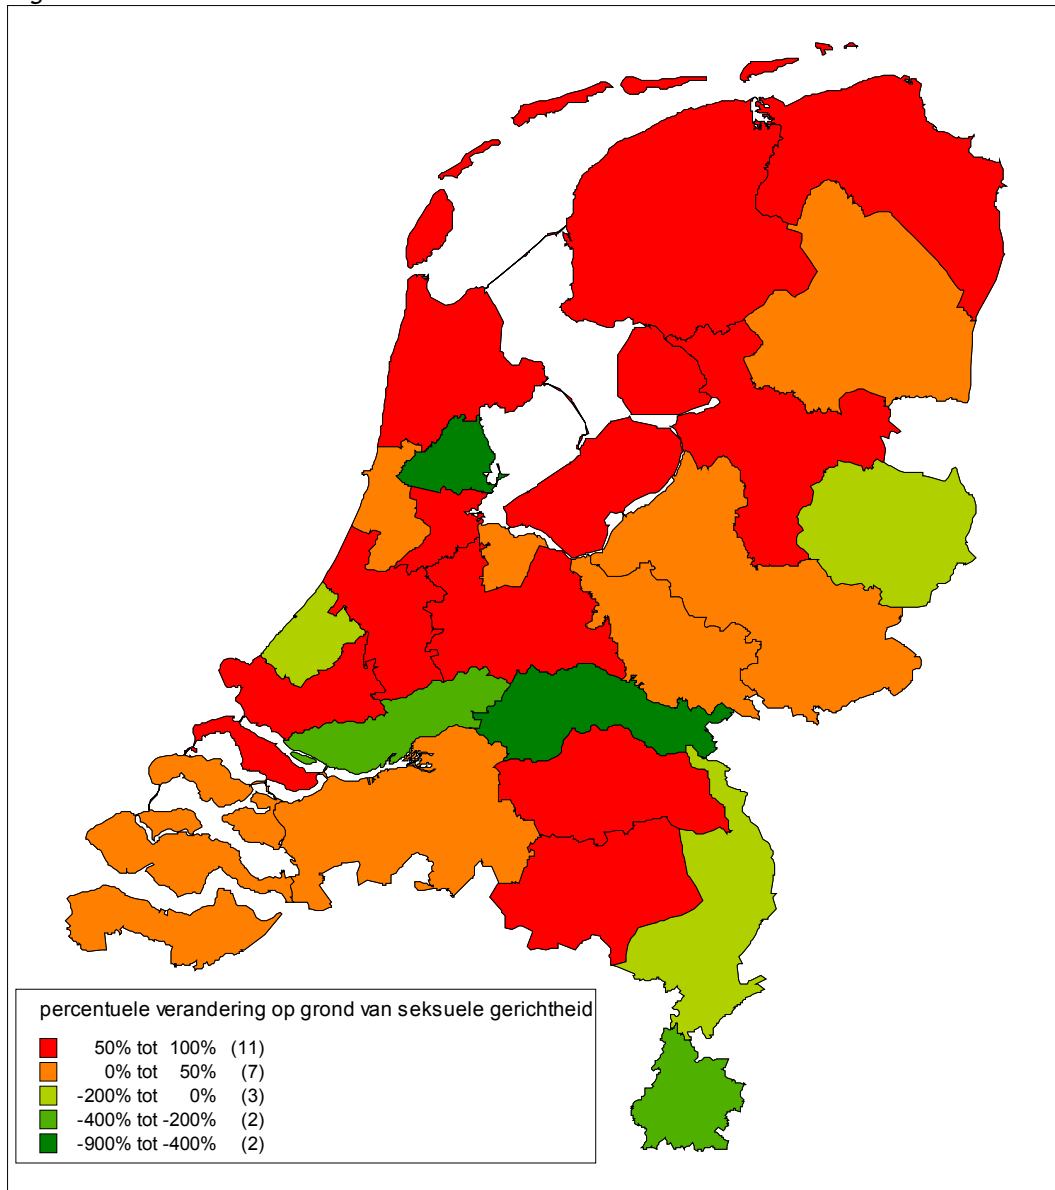 percentuele verandering op grond van seksuele gerichtheid
50% tot 100% (11)
0% tot 50% (7)
-200% tot 0% (3)
-400% tot -200% (2)
-900% tot -400% (2)